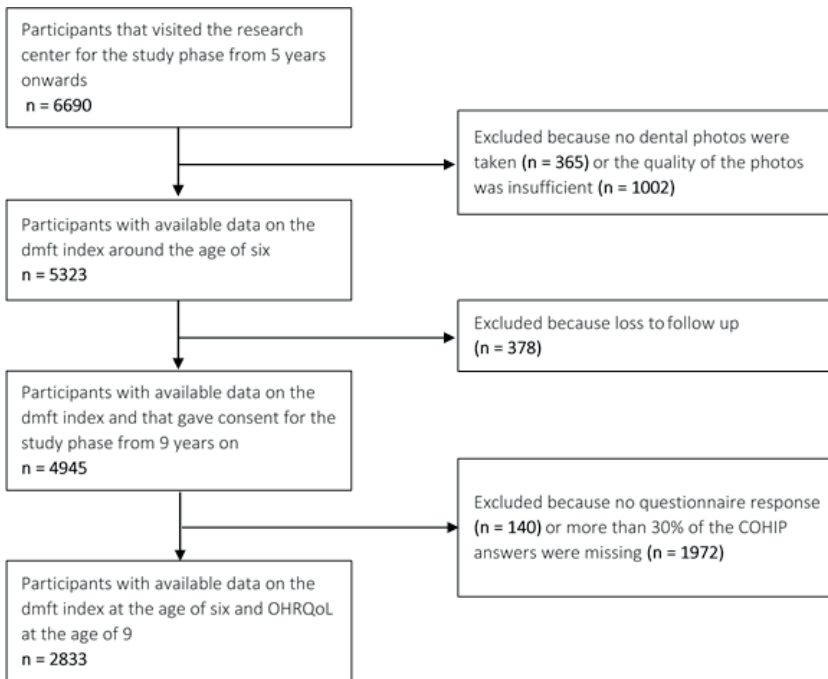 Participants that visited the research
center for the study phase from 5 years
onwards
n = 6690
Excluded because no dental photos were
taken (n = 365) or the quality of the photos
was insufficient (n = 1002)
Participants with available data on the
dmft index around the age of six
n = 5323
Excluded because loss to follow up
(n = 378)
Participants with available data on the
dmft index and that gave consent for the
study phase from 9 years on
n = 4945
Excluded because no questionnaire response
(n = 140) or more than 30% of the COHIP
answers were missing (n = 1972)
Participants with available data on the
dmft index at the age of six and OHRQoL
at the age of 9
n = 2833